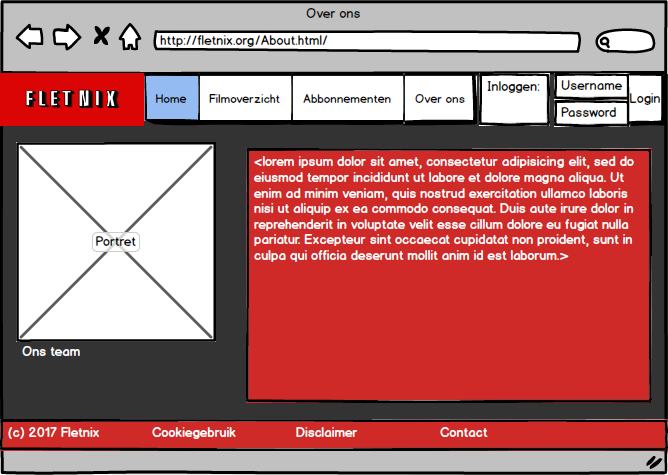 Over ons
http://fletnix.org/About.html/
FLETNIX
Home
Filmoverzicht
Abbonnementen
Over ons
Inloggen:
Username
Password
Login
Portret
Ons team
<lorem ipsum dolor sit amet, consectetur adipisicing elit, sed do
eiusmod tempor incididunt ut labore et dolore magna aliqua. Ut
enim ad minim veniam, quis nostrud exercitation ullamco laboris
nisi ut aliquip ex ea commodo consequat. Duis aute irure dolor in
reprehenderit in voluptate velit esse cillum dolore eu fugiat nulla
pariatur. Excepteur sint occaecat cupidatat non proident, sunt in
culpa qui officia deserunt mollit anim id est laborum.>
(c) 2017 Fletnix
Cookiegebruik
Disclaimer
Contact